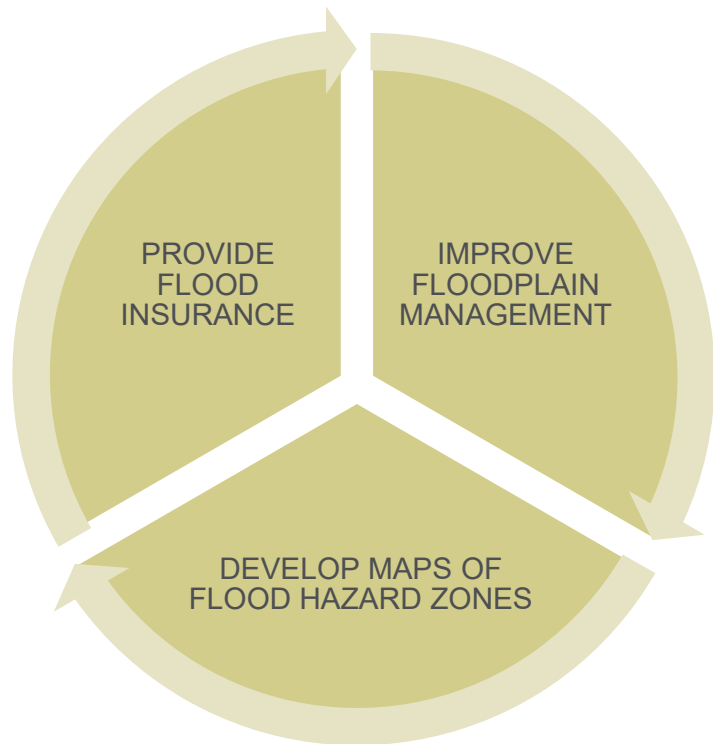 PROVIDE
FLOOD
INSURANCE
IMPROVE
FLOODPLAIN
MANAGEMENT
DEVELOP MAPS OF
FLOOD HAZARD ZONES